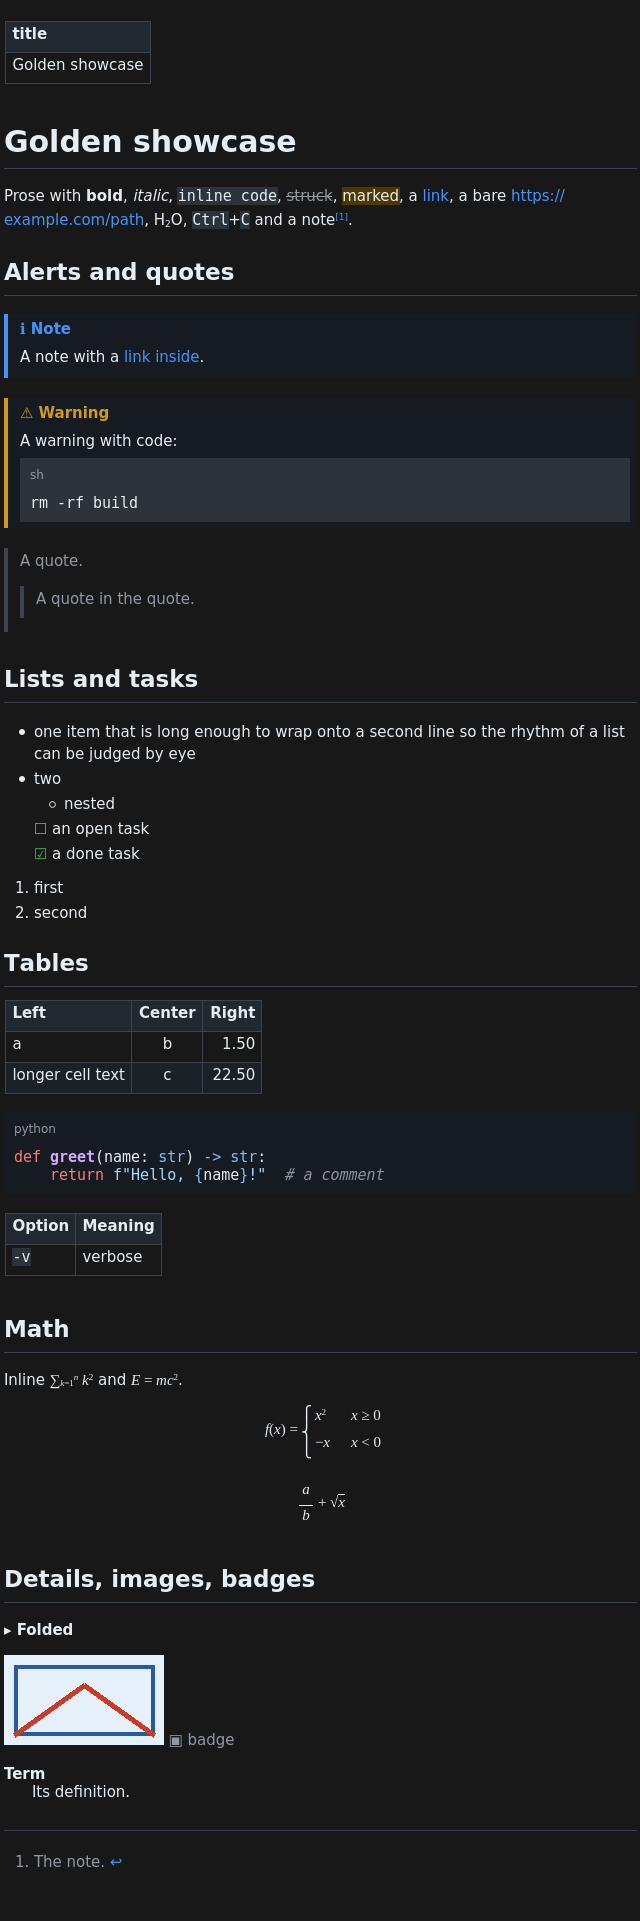 title
Golden showcase
Golden showcase
Prose with bold, italic, inline code, struck, marked, a link, a bare https://
example.com/path, H₂O, Ctrl+C and a note[1].
Alerts and quotes
ℹ Note
A note with a link inside.
⚠ Warning
A warning with code:
sh
rm -rf build
A quote.
A quote in the quote.
Lists and tasks
• one item that is long enough to wrap onto a second line so the rhythm of a list
can be judged by eye
• two
◦ nested
☐ an open task
☑ a done task
1. first
2. second
Tables
Left Center Right
a b 1.50
longer cell text c 22.50
python
def greet(name: str) -> str:
    return f"Hello, {name}!"  # a comment
Option Meaning
-v verbose
Math
Inline ∑ₖ₌₁ⁿ k² and E = mc².
f(x) = { x² x ≥ 0
−x x < 0
a
b + √x
Details, images, badges
▸ Folded
▣ badge
Term
Its definition.
1. The note. ↩